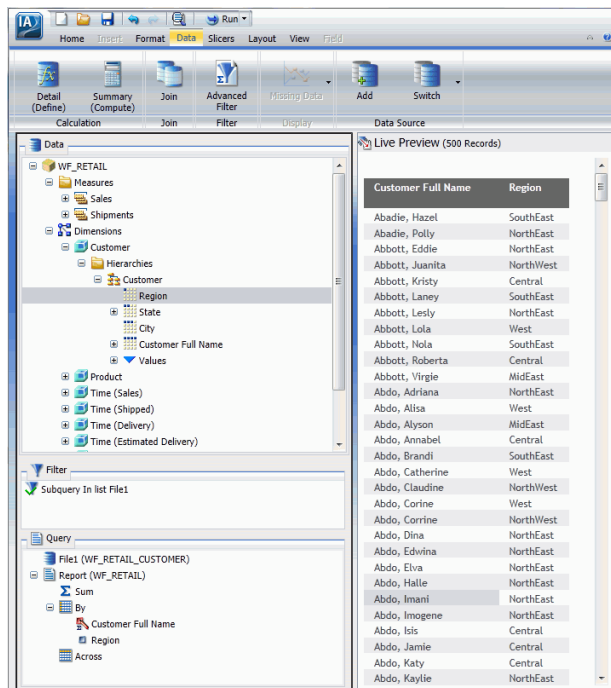 IA
Run
Home Insert Format Data Slicers Layout View Field
Detail (Define)
Summary (Compute)
Join
Advanced Filter
Missing Data
Add
Switch
Calculation
Join
Filter
Display
Data Source
Data
WF_RETAIL
Measures
Sales
Shipments
Dimensions
Customer
Hierarchies
Customer
Region
State
City
Customer Full Name
Values
Product
Time (Sales)
Time (Shipped)
Time (Delivery)
Time (Estimated Delivery)
Filter
Subquery In list File1
Query
File1 (WF_RETAIL_CUSTOMER)
Report (WF_RETAIL)
Sum
By
Customer Full Name
Region
Across
Live Preview (500 Records)
Customer Full Name Region
Abadie, Hazel SouthEast
Abadie, Polly NorthEast
Abbott, Eddie NorthEast
Abbott, Juanita NorthWest
Abbott, Kristy Central
Abbott, Laney SouthEast
Abbott, Lesly NorthEast
Abbott, Lola West
Abbott, Nola SouthEast
Abbott, Roberta Central
Abbott, Virgie MidEast
Abdo, Adriana NorthEast
Abdo, Alisa West
Abdo, Alyson MidEast
Abdo, Annabel Central
Abdo, Brandi SouthEast
Abdo, Catherine West
Abdo, Claudine NorthWest
Abdo, Corine West
Abdo, Corrine NorthWest
Abdo, Dina NorthEast
Abdo, Edwina NorthEast
Abdo, Elva NorthEast
Abdo, Halle NorthEast
Abdo, Imani NorthEast
Abdo, Imogene NorthEast
Abdo, Isis Central
Abdo, Jamie Central
Abdo, Katy Central
Abdo, Kaylie NorthEast